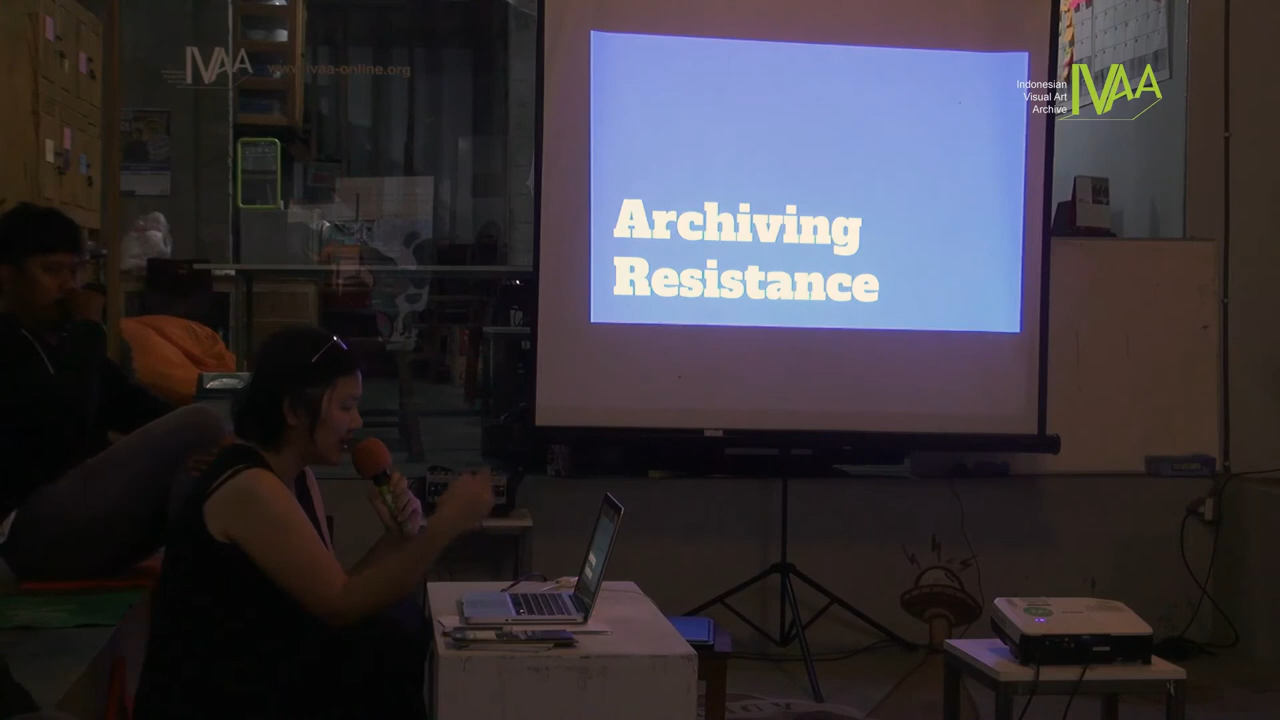 IVAA www.ivaa-online.org
Indonesian
Visual Art
Archive
IVAA
Archiving
Resistance